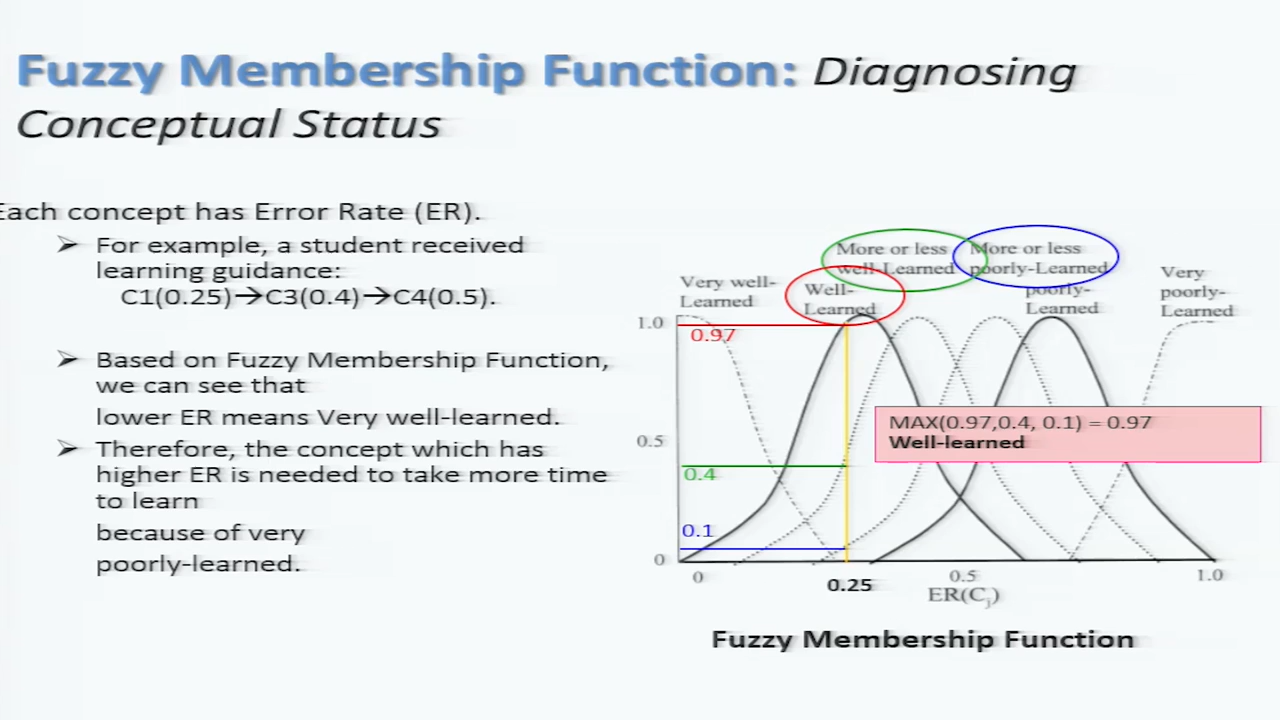 Fuzzy Membership Function: Diagnosing
Conceptual Status
Each concept has Error Rate (ER).
➢ For example, a student received
learning guidance:
C1(0.25)→C3(0.4)→C4(0.5).
➢ Based on Fuzzy Membership Function,
we can see that
lower ER means Very well-learned.
➢ Therefore, the concept which has
higher ER is needed to take more time
to learn
because of very
poorly-learned.
Very well-
Learned
Well-
Learned
More or less
well-Learned
More or less
poorly-Learned
poorly-
Learned
Very
poorly-
Learned
1.0
0.97
0.5
0.4
0.1
0
MAX(0.97,0.4, 0.1) = 0.97
Well-learned
0
0.25
0.5
1.0
ER(Cj)
Fuzzy Membership Function